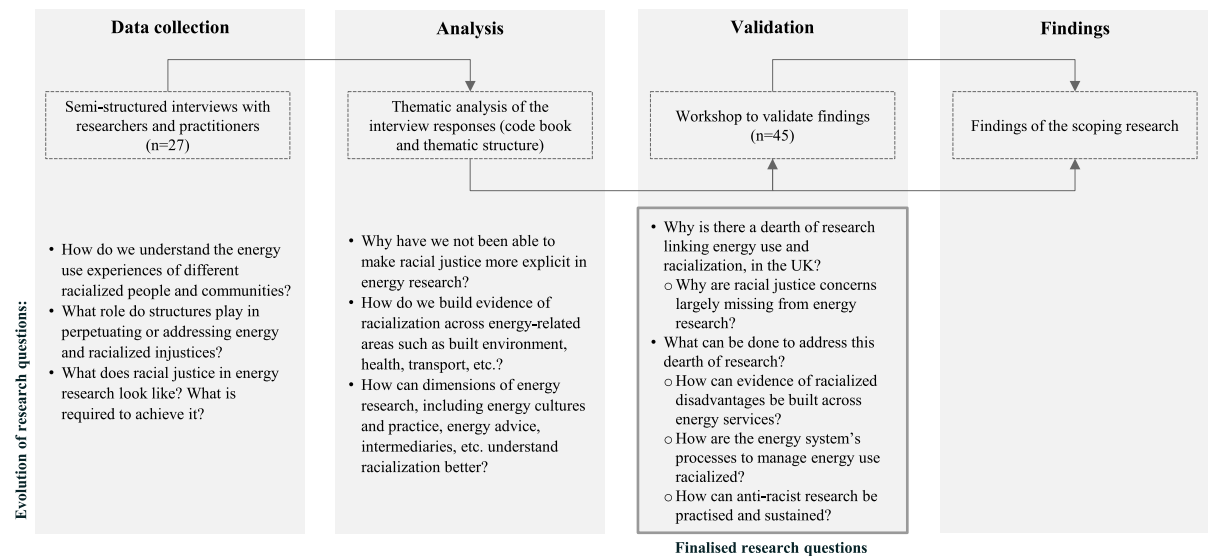 Data collection
Semi-structured interviews with
researchers and practitioners
(n=27)
• How do we understand the energy
use experiences of different
racialized people and communities?
• What role do structures play in
perpetuating or addressing energy
and racialized injustices?
• What does racial justice in energy
research look like? What is
required to achieve it?
Analysis
Thematic analysis of the
interview responses (code book
and thematic structure)
• Why have we not been able to
make racial justice more explicit in
energy research?
• How do we build evidence of
racialization across energy-related
areas such as built environment,
health, transport, etc.?
• How can dimensions of energy
research, including energy cultures
and practice, energy advice,
intermediaries, etc. understand
racialization better?
Validation
Workshop to validate findings
(n=45)
• Why is there a dearth of research
linking energy use and
racialization, in the UK?
o Why are racial justice concerns
largely missing from energy
research?
• What can be done to address this
dearth of research?
o How can evidence of racialized
disadvantages be built across
energy services?
o How are the energy system's
processes to manage energy use
racialized?
o How can anti-racist research be
practised and sustained?
Finalised research questions
Findings
Findings of the scoping research
Evolution of research questions: